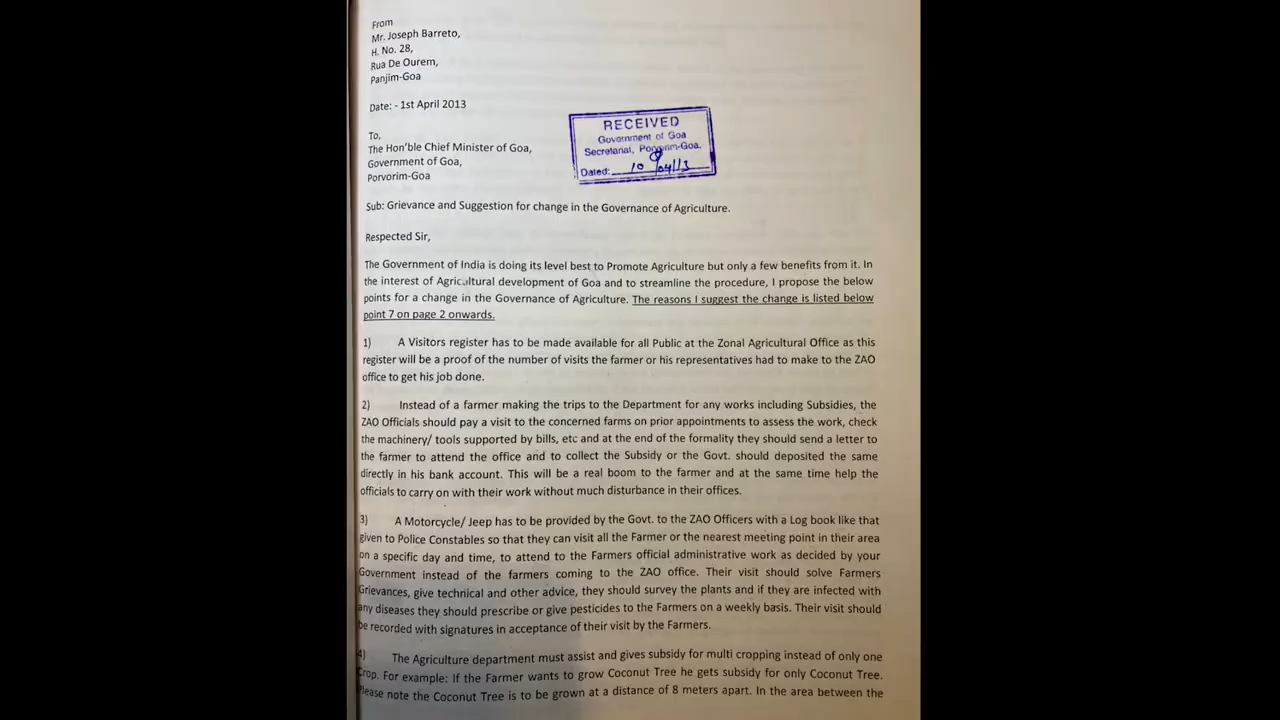 From
Mr. Joseph Barreto,
H. No. 28,
Rua De Ourem,
Panjim-Goa
Date: - 1st April 2013
To,
The Hon'ble Chief Minister of Goa,
Government of Goa,
Porvorim-Goa
RECEIVED
Government of Goa
Secretariat, Porvorim-Goa.
Dated: 10/04/13
Sub: Grievance and Suggestion for change in the Governance of Agriculture.
Respected Sir,
The Government of India is doing its level best to Promote Agriculture but only a few benefits from it. In
the interest of Agricultural development of Goa and to streamline the procedure, I propose the below
points for a change in the Governance of Agriculture. The reasons I suggest the change is listed below
point 7 on page 2 onwards.
1) A Visitors register has to be made available for all Public at the Zonal Agricultural Office as this
register will be a proof of the number of visits the farmer or his representatives had to make to the ZAO
office to get his job done.
2) Instead of a farmer making the trips to the Department for any works including Subsidies, the
ZAO Officials should pay a visit to the concerned farms on prior appointments to assess the work, check
the machinery/ tools supported by bills, etc and at the end of the formality they should send a letter to
the farmer to attend the office and to collect the Subsidy or the Govt. should deposited the same
directly in his bank account. This will be a real boom to the farmer and at the same time help the
officials to carry on with their work without much disturbance in their offices.
3) A Motorcycle/ Jeep has to be provided by the Govt. to the ZAO Officers with a Log book like that
given to Police Constables so that they can visit all the Farmer or the nearest meeting point in their area
on a specific day and time, to attend to the Farmers official administrative work as decided by your
Government instead of the farmers coming to the ZAO office. Their visit should solve Farmers
Grievances, give technical and other advice, they should survey the plants and if they are infected with
any diseases they should prescribe or give pesticides to the Farmers on a weekly basis. Their visit should
be recorded with signatures in acceptance of their visit by the Farmers.
4) The Agriculture department must assist and gives subsidy for multi cropping instead of only one
Crop. For example: If the Farmer wants to grow Coconut Tree he gets subsidy for only Coconut Tree.
Please note the Coconut Tree is to be grown at a distance of 8 meters apart. In the area between the